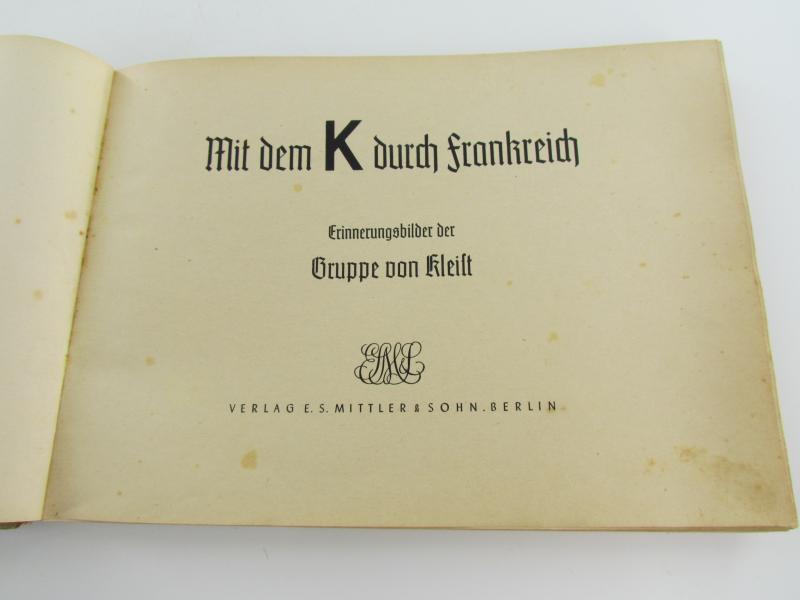 Mit dem K durch Frankreich
Erinnerungsbilder der
Gruppe von Kleist
VERLAG E. S. MITTLER & SOHN. BERLIN